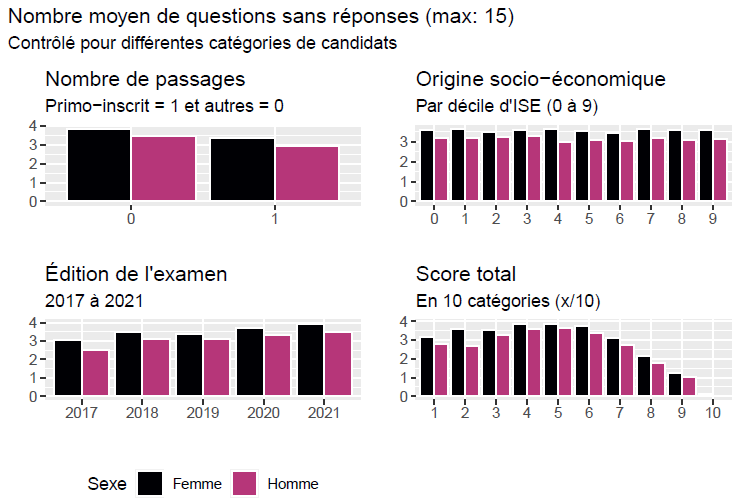 Nombre moyen de questions sans réponses (max: 15)
Contrôlé pour différentes catégories de candidats
Nombre de passages
Primo−inscrit = 1 et autres = 0
4
3
2
1
0
0 1
Origine socio−économique
Par décile d'ISE (0 à 9)
3
2
1
0
0 1 2 3 4 5 6 7 8 9
Édition de l'examen
2017 à 2021
4
3
2
1
0
2017 2018 2019 2020 2021
Score total
En 10 catégories (x/10)
4
3
2
1
0
1 2 3 4 5 6 7 8 9 10
Sexe Femme Homme